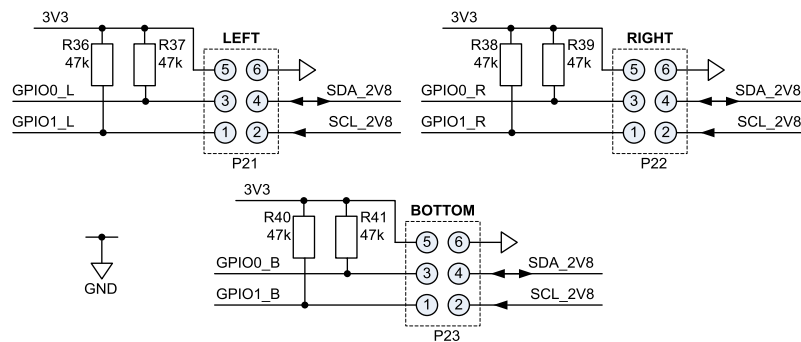 3V3
LEFT
R36
47k
R37
47k
5
6
GPIO0_L
3
4
SDA_2V8
GPIO1_L
1
2
SCL_2V8
P21
3V3
RIGHT
R38
47k
R39
47k
5
6
GPIO0_R
3
4
SDA_2V8
GPIO1_R
1
2
SCL_2V8
P22
3V3
BOTTOM
R40
47k
R41
47k
5
6
GPIO0_B
3
4
SDA_2V8
GPIO1_B
1
2
SCL_2V8
P23
GND